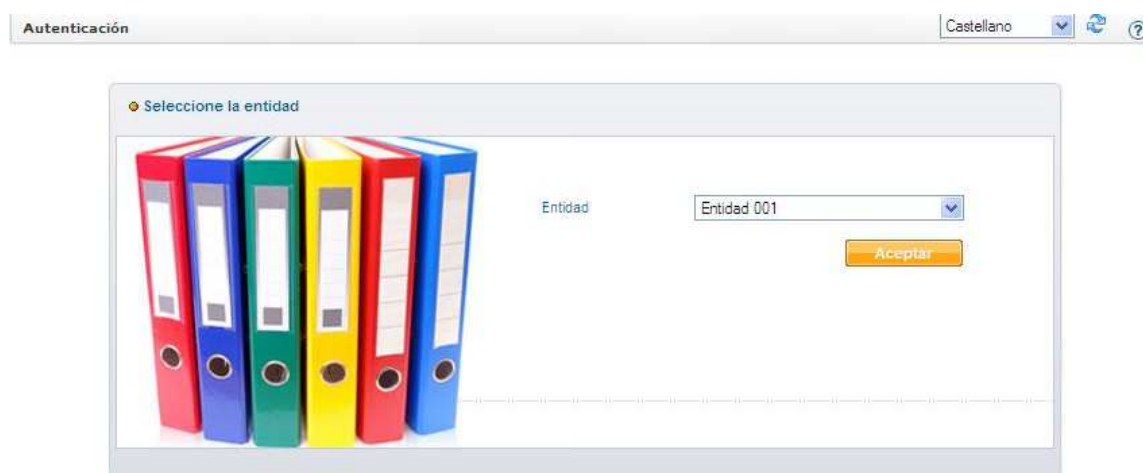 Autenticación
Castellano
Seleccione la entidad
Entidad
Entidad 001
Aceptar